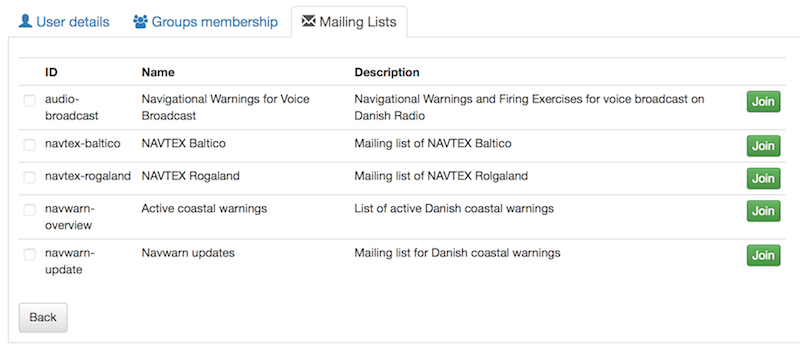 User details Groups membership Mailing Lists
ID Name Description
audio- Navigational Warnings for Voice Navigational Warnings and Firing Exercises for voice broadcast on Join
broadcast Broadcast Danish Radio
navtex-baltico NAVTEX Baltico Mailing list of NAVTEX Baltico Join
navtex-rogaland NAVTEX Rogaland Mailing list of NAVTEX Rolgaland Join
navwarn- Active coastal warnings List of active Danish coastal warnings Join
overview
navwarn- Navwarn updates Mailing list for Danish coastal warnings Join
update
Back